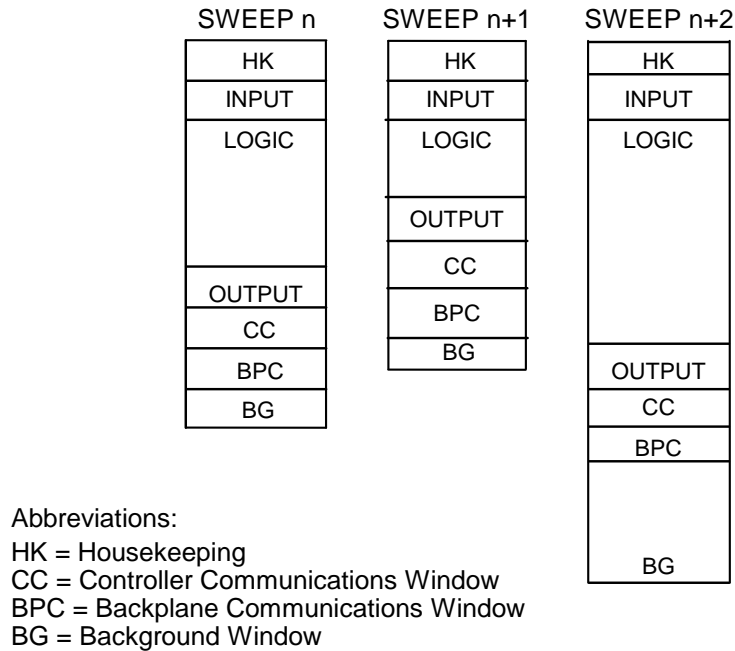 SWEEP n
HK
INPUT
LOGIC
OUTPUT
CC
BPC
BG
SWEEP n+1
HK
INPUT
LOGIC
OUTPUT
CC
BPC
BG
SWEEP n+2
HK
INPUT
LOGIC
OUTPUT
CC
BPC
BG
Abbreviations:
HK = Housekeeping
CC = Controller Communications Window
BPC = Backplane Communications Window
BG = Background Window